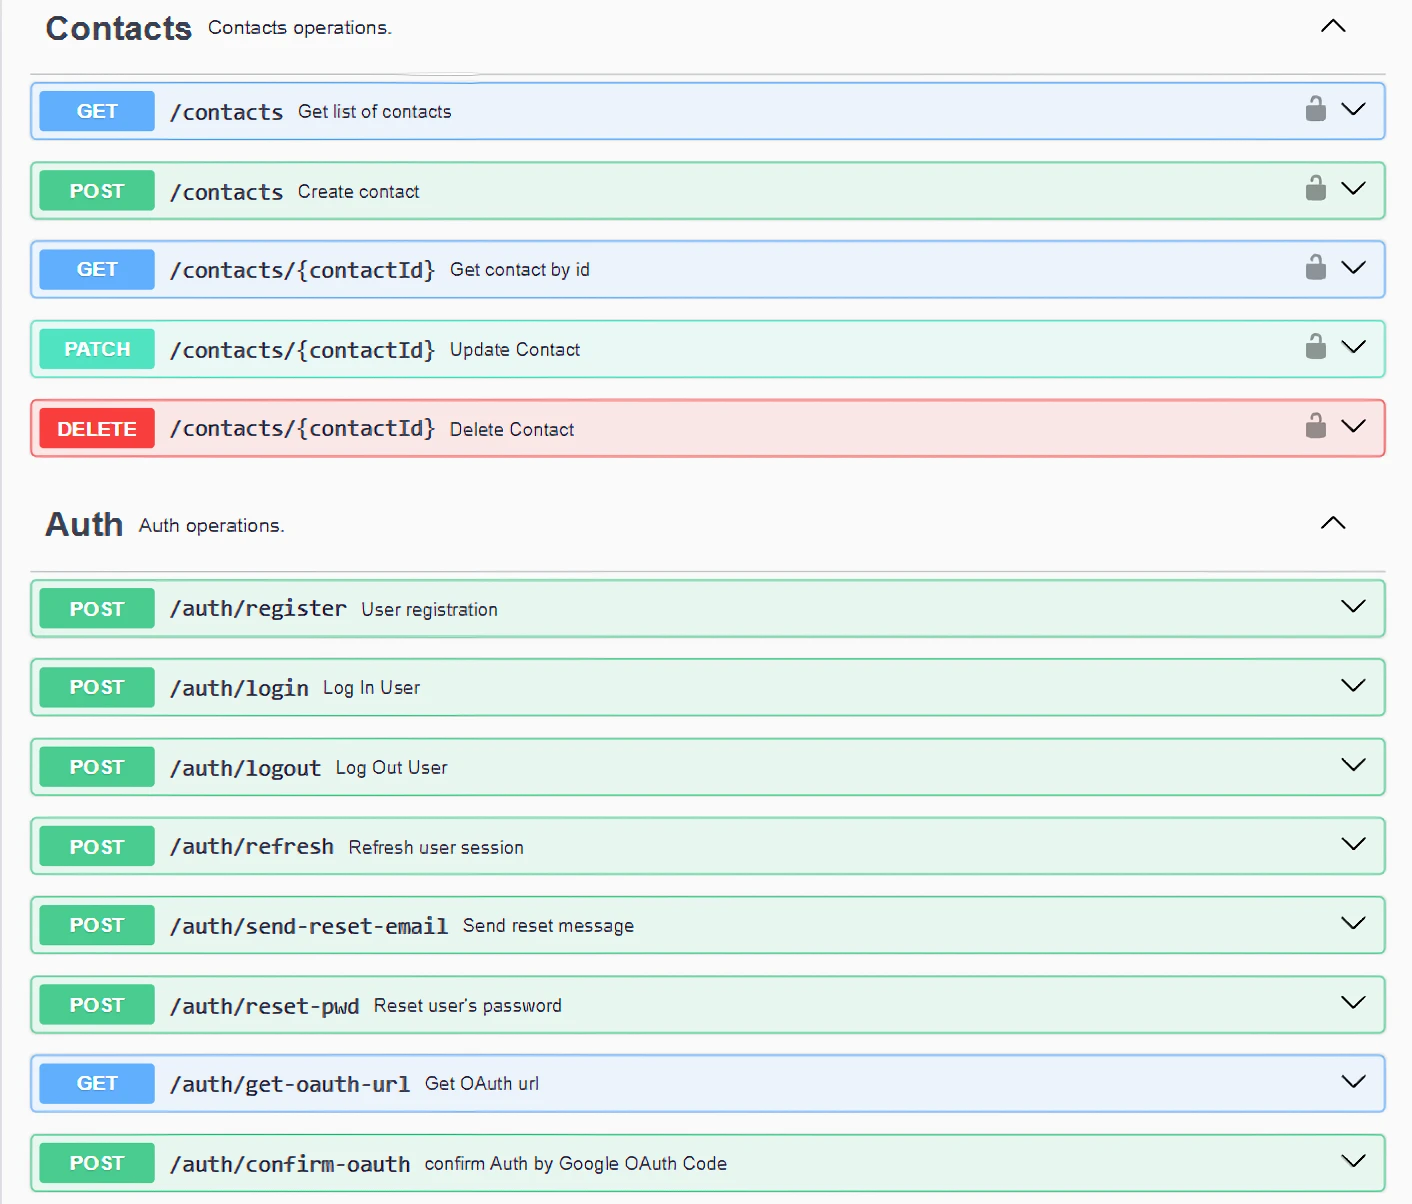 Contacts Contacts operations.
GET /contacts Get list of contacts
POST /contacts Create contact
GET /contacts/{contactId} Get contact by id
PATCH /contacts/{contactId} Update Contact
DELETE /contacts/{contactId} Delete Contact
Auth Auth operations.
POST /auth/register User registration
POST /auth/login Log In User
POST /auth/logout Log Out User
POST /auth/refresh Refresh user session
POST /auth/send-reset-email Send reset message
POST /auth/reset-pwd Reset user's password
GET /auth/get-oauth-url Get OAuth url
POST /auth/confirm-oauth confirm Auth by Google OAuth Code